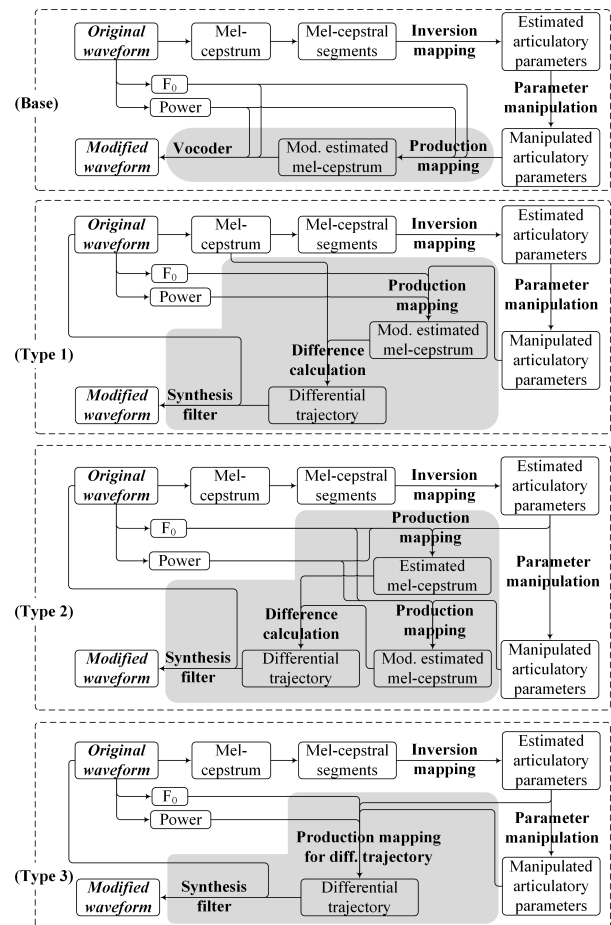 Original
waveform
Mel-
cepstrum
Mel-cepstral
segments
Inversion
mapping
Estimated
articulatory
parameters
F₀
Power
(Base)
Parameter
manipulation
Modified
waveform
Vocoder
Mod. estimated
mel-cepstrum
Production
mapping
Manipulated
articulatory
parameters
Original
waveform
Mel-
cepstrum
Mel-cepstral
segments
Inversion
mapping
Estimated
articulatory
parameters
F₀
Power
Production
mapping
Parameter
manipulation
(Type 1)
Mod. estimated
mel-cepstrum
Difference
calculation
Manipulated
articulatory
parameters
Modified
waveform
Synthesis
filter
Differential
trajectory
Original
waveform
Mel-
cepstrum
Mel-cepstral
segments
Inversion
mapping
Estimated
articulatory
parameters
F₀
Power
Production
mapping
Estimated
mel-cepstrum
Parameter
manipulation
(Type 2)
Difference
calculation
Production
mapping
Modified
waveform
Synthesis
filter
Differential
trajectory
Mod. estimated
mel-cepstrum
Manipulated
articulatory
parameters
Original
waveform
Mel-
cepstrum
Mel-cepstral
segments
Inversion
mapping
Estimated
articulatory
parameters
F₀
Power
Production mapping
for diff. trajectory
Parameter
manipulation
(Type 3)
Modified
waveform
Synthesis
filter
Differential
trajectory
Manipulated
articulatory
parameters